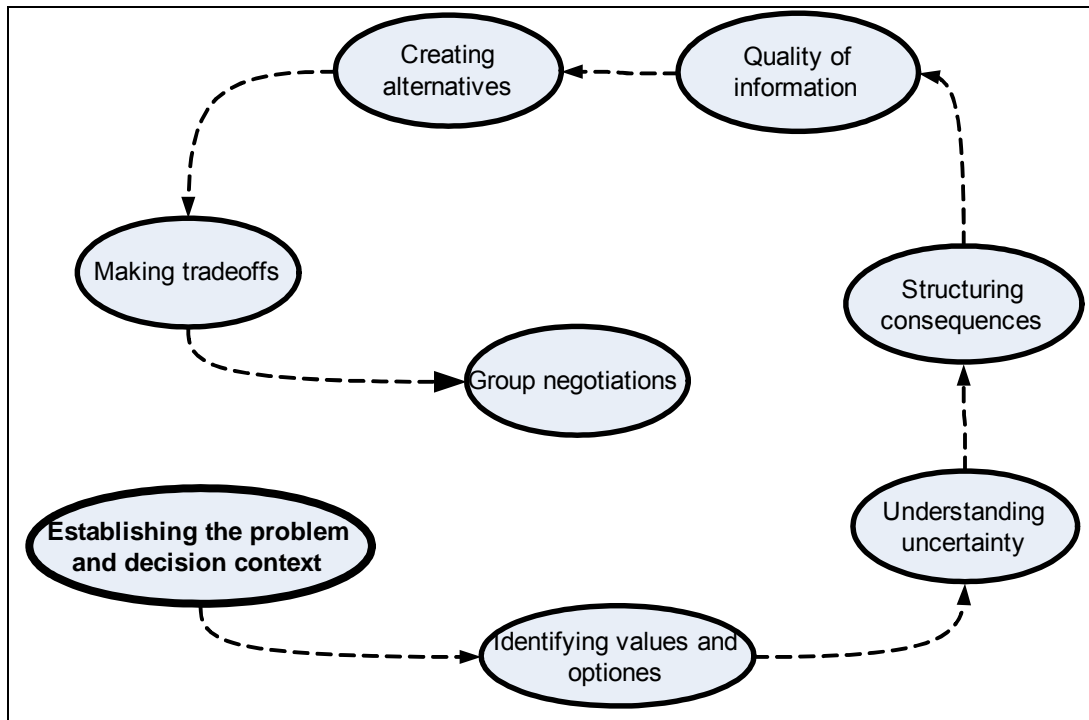 Creating
alternatives
Quality of
information
Making tradeoffs
Structuring
consequences
Group negotiations
Understanding
uncertainty
Establishing the problem
and decision context
Identifying values and
optiones